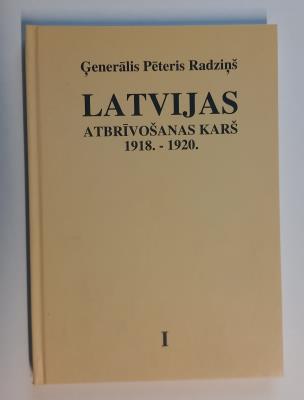 Ģenerālis Pēteris Radziņš
LATVIJAS
ATBRĪVOŠANAS KARŠ
1918. - 1920.
I